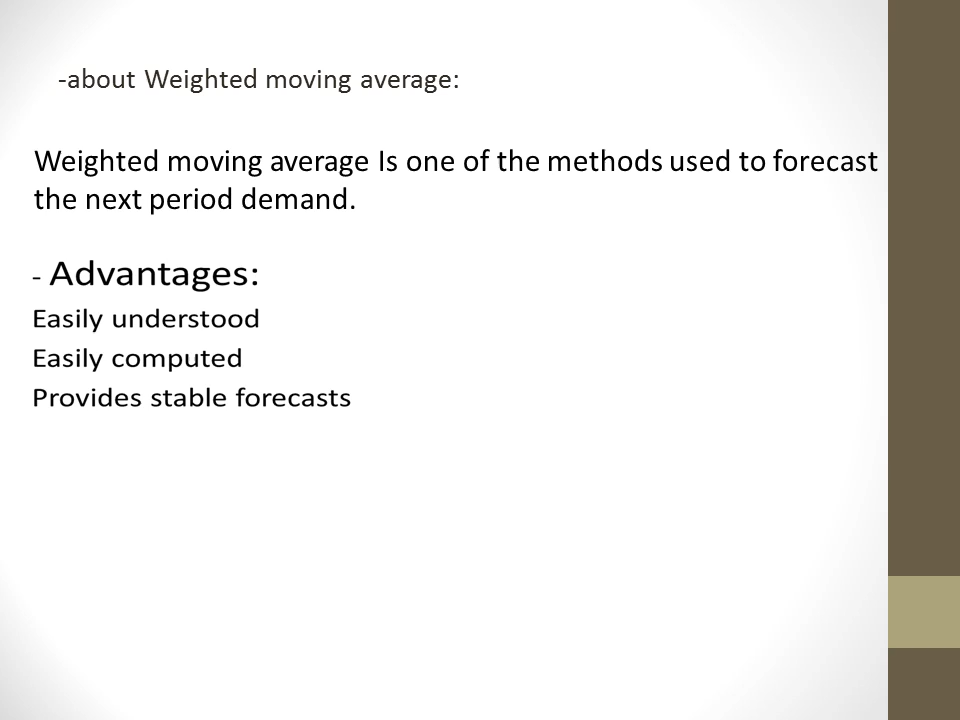 -about Weighted moving average:
Weighted moving average Is one of the methods used to forecast
the next period demand.
- Advantages:
Easily understood
Easily computed
Provides stable forecasts